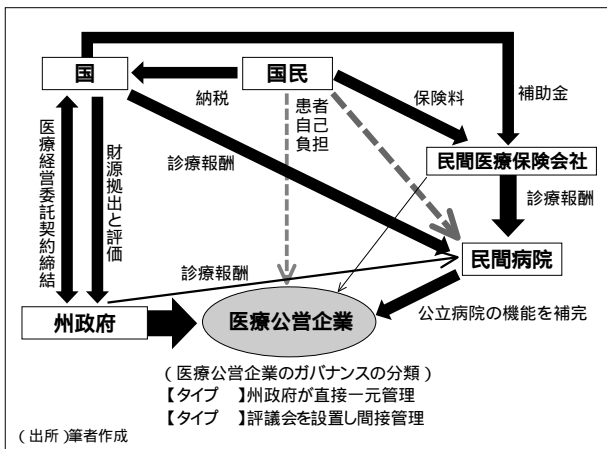 国
国民
納税
保険料
補助金
患者
自己
負担
民間医療保険会社
診療報酬
診療報酬
医療経営委託契約締結
財源拠出と評価
診療報酬
民間病院
州政府
医療公営企業
公立病院の機能を補完
(医療公営企業のガバナンスの分類)
【タイプ　】州政府が直接一元管理
【タイプ　】評議会を設置し間接管理
(出所)筆者作成